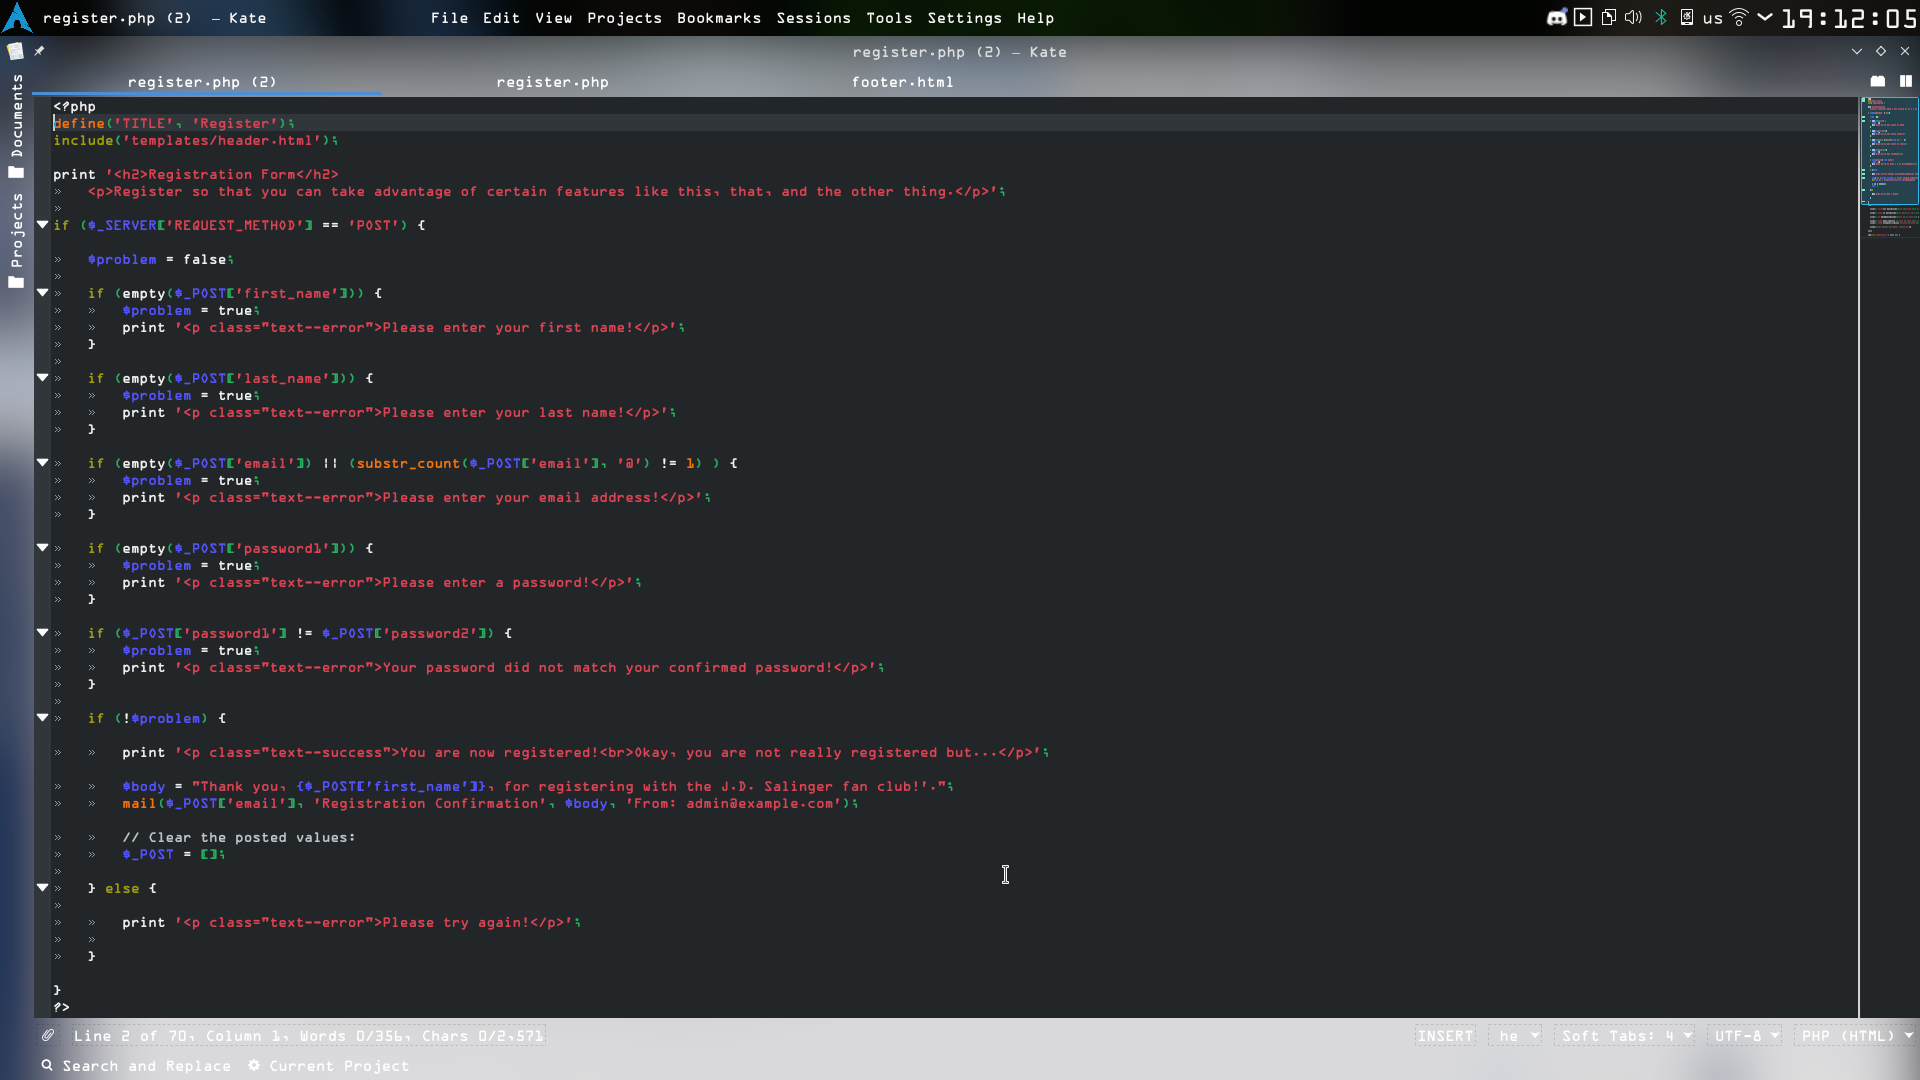 register.php (2) — Kate
File Edit View Projects Bookmarks Sessions Tools Settings Help
us
19:12:05
register.php (2) — Kate
register.php (2)
register.php
footer.html
Documents
Projects
<?php
define('TITLE', 'Register');
include('templates/header.html');
print '<h2>Registration Form</h2>
<p>Register so that you can take advantage of certain features like this, that, and the other thing.</p>';
if ($_SERVER['REQUEST_METHOD'] == 'POST') {
$problem = false;
if (empty($_POST['first_name'])) {
$problem = true;
print '<p class="text--error">Please enter your first name!</p>';
}
if (empty($_POST['last_name'])) {
$problem = true;
print '<p class="text--error">Please enter your last name!</p>';
}
if (empty($_POST['email']) || (substr_count($_POST['email'], '@') != 1) ) {
$problem = true;
print '<p class="text--error">Please enter your email address!</p>';
}
if (empty($_POST['password1'])) {
$problem = true;
print '<p class="text--error">Please enter a password!</p>';
}
if ($_POST['password1'] != $_POST['password2']) {
$problem = true;
print '<p class="text--error">Your password did not match your confirmed password!</p>';
}
if (!$problem) {
print '<p class="text--success">You are now registered!<br>Okay, you are not really registered but...</p>';
$body = "Thank you, {$_POST['first_name']}, for registering with the J.D. Salinger fan club!'.";
mail($_POST['email'], 'Registration Confirmation', $body, 'From: admin@example.com');
// Clear the posted values:
$_POST = [];
} else {
print '<p class="text--error">Please try again!</p>';
}
}
?>
Line 2 of 70, Column 1, Words 0/356, Chars 0/2,571
INSERT
he
Soft Tabs: 4
UTF-8
PHP (HTML)
Search and Replace
Current Project